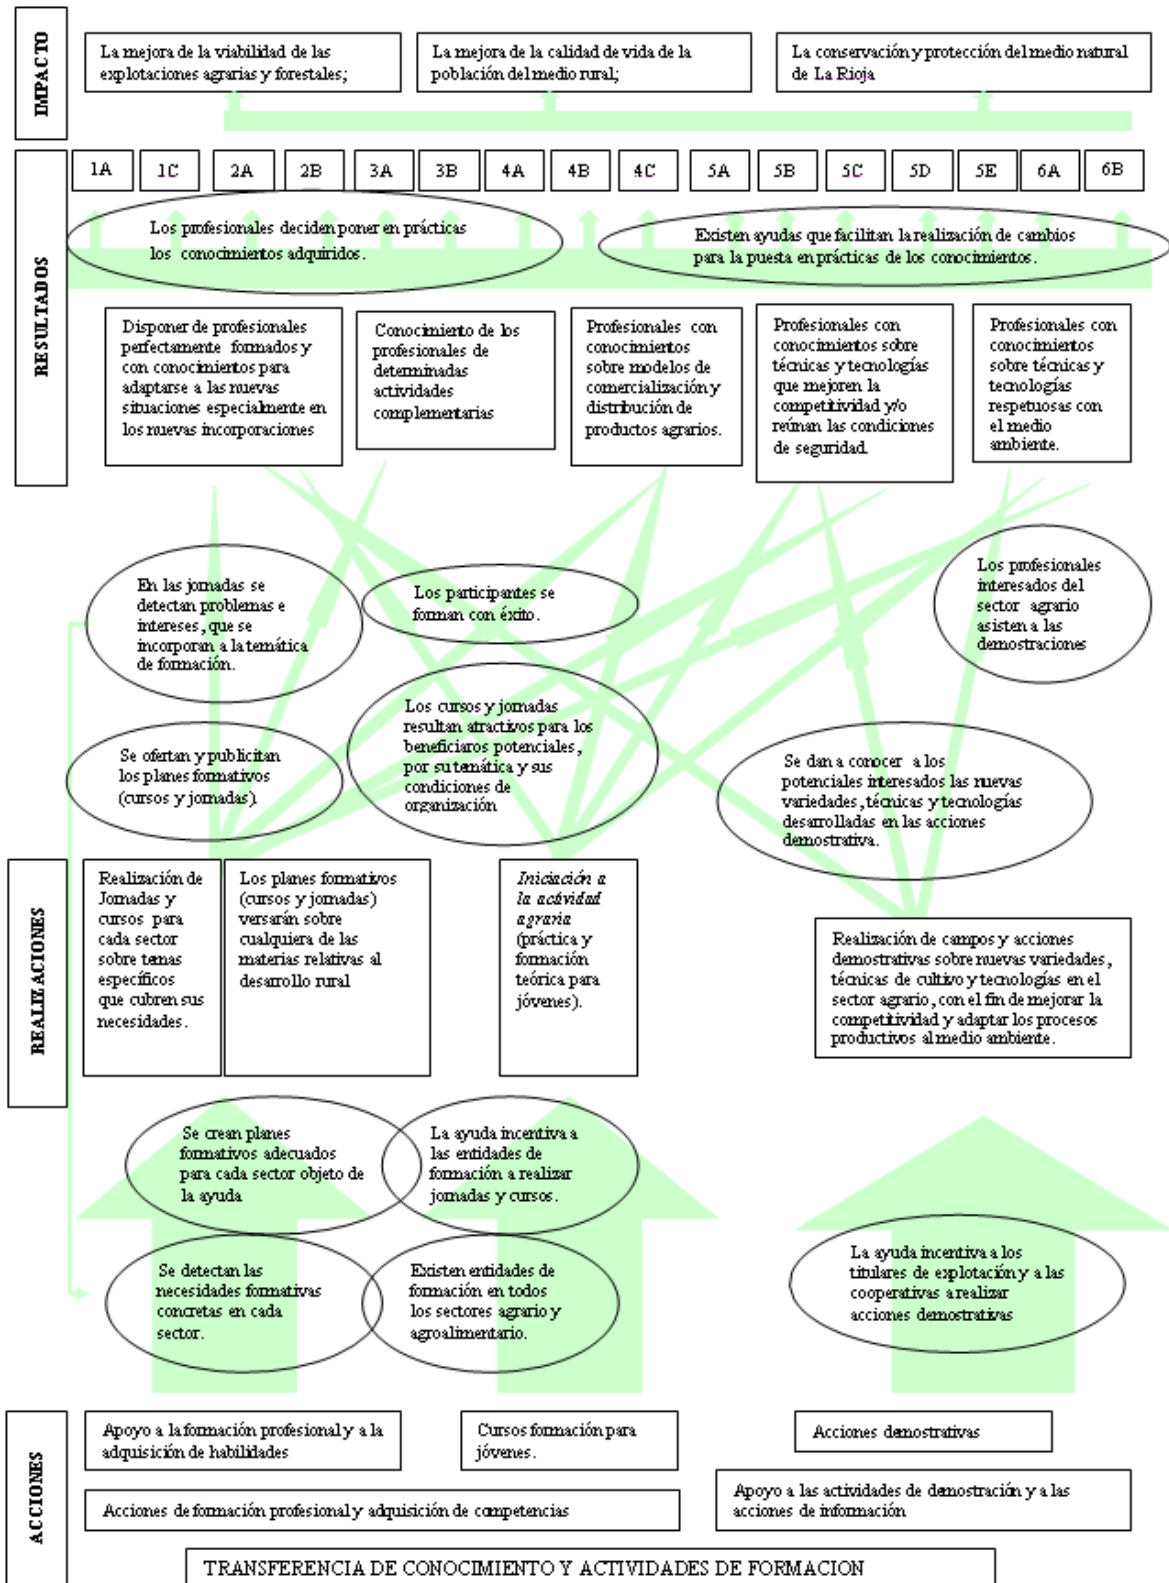 IMPACTO
La mejora de la viabilidad de las
explotaciones agrarias y forestales;
La mejora de la calidad de vida de la
población del medio rural;
La conservación y protección del medio natural
de La Rioja
RESULTADOS
1A
1C
2A
2B
3A
3B
4A
4B
4C
5A
5B
5C
5D
5E
6A
6B
Los profesionales deciden poner en prácticas
los conocimientos adquiridos.
Existen ayudas que facilitan la realización de cambios
para la puesta en prácticas de los conocimientos.
Disponer de profesionales
perfectamente formados y
con conocimientos para
adaptarse a las nuevas
situaciones especialmente en
los nuevas incorporaciones
Conocimiento de los
profesionales de
determinadas
actividades
complementarias
Profesionales con
conocimientos
sobre modelos de
comercialización y
distribución de
productos agrarios.
Profesionales con
conocimientos sobre
técnicas y tecnologías
que mejoren la
competitividad y/o
reúnan las condiciones
de seguridad.
Profesionales con
conocimientos
sobre técnicas y
tecnologías
respetuosas con
el medio
ambiente.
En las jornadas se
detectan problemas e
intereses, que se
incorporan a la temática
de formación.
Los participantes se
forman con éxito.
Los profesionales
interesados del
sector agrario
asisten a las
demostraciones
Se ofertan y publicitan
los planes formativos
(cursos y jornadas).
Los cursos y jornadas
resultan atractivos para los
beneficiaros potenciales,
por su temática y sus
condiciones de
organización
Se dan a conocer a los
potenciales interesados las nuevas
variedades, técnicas y tecnologías
desarrolladas en las acciones
demostrativa.
REALIZACIONES
Realización de
Jornadas y
cursos para
cada sector
sobre temas
específicos
que cubren sus
necesidades.
Los planes formativos
(cursos y jornadas)
versarán sobre
cualquiera de las
materias relativas al
desarrollo rural
Iniciación a
la actividad
agraria
(práctica y
formación
teórica para
jóvenes).
Realización de campos y acciones
demostrativas sobre nuevas variedades,
técnicas de cultivo y tecnologías en el
sector agrario, con el fin de mejorar la
competitividad y adaptar los procesos
productivos al medio ambiente.
Se crean planes
formativos adecuados
para cada sector objeto de
la ayuda
La ayuda incentiva a
las entidades de
formación a realizar
jornadas y cursos.
Se detectan las
necesidades formativas
concretas en cada
sector.
Existen entidades de
formación en todos
los sectores agrario y
agroalimentario.
La ayuda incentiva a los
titulares de explotación y a las
cooperativas a realizar
acciones demostrativas
ACCIONES
Apoyo a la formación profesional y a la
adquisición de habilidades
Cursos formación para
jóvenes.
Acciones demostrativas
Acciones de formación profesional y adquisición de competencias
Apoyo a las actividades de demostración y a las
acciones de información
TRANSFERENCIA DE CONOCIMIENTO Y ACTIVIDADES DE FORMACION